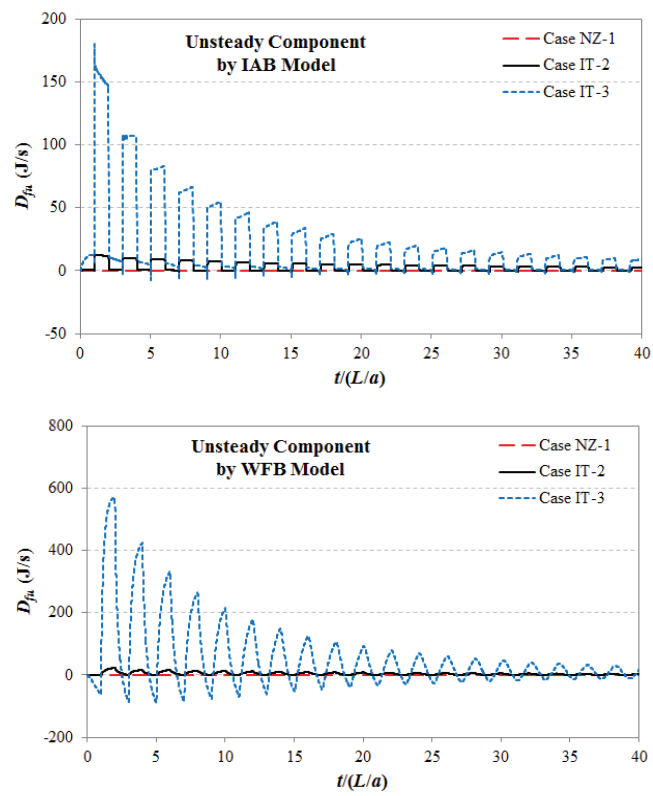 Unsteady Component
by IAB Model
Case NZ-1
Case IT-2
Case IT-3
200
150
100
50
0
-50
D_fu (J/s)
0 5 10 15 20 25 30 35 40
t/(L/a)
Unsteady Component
by WFB Model
Case NZ-1
Case IT-2
Case IT-3
800
600
400
200
0
-200
D_fu (J/s)
0 5 10 15 20 25 30 35 40
t/(L/a)